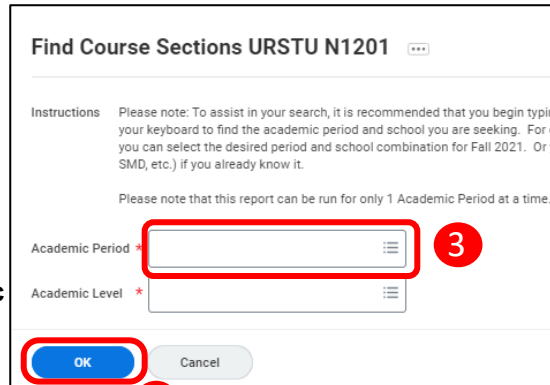 Find Course Sections URSTU N1201
Instructions Please note: To assist in your search, it is recommended that you begin
your keyboard to find the academic period and school you are seeking. For
you can select the desired period and school combination for Fall 2021. Or
SMD, etc.) if you already know it.
Please note that this report can be run for only 1 Academic Period at a time.
Academic Period *
3
c
Academic Level *
OK Cancel